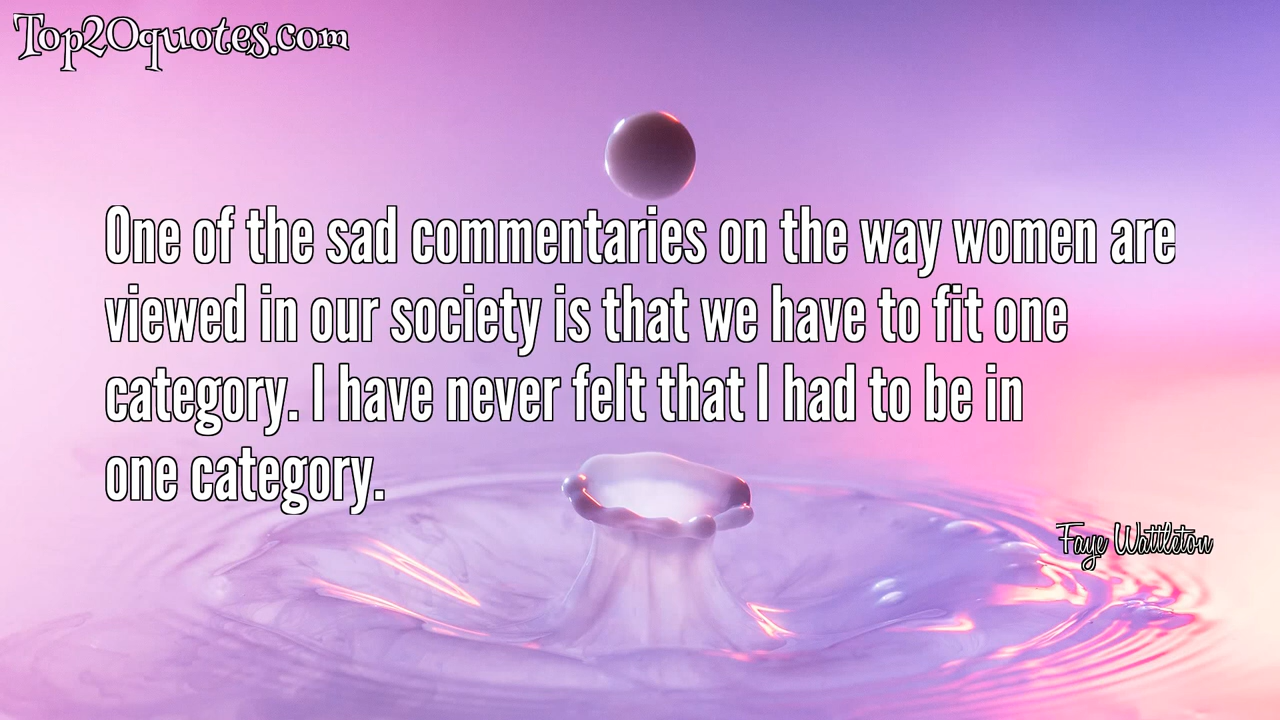 Top20quotes.com
One of the sad commentaries on the way women are
viewed in our society is that we have to fit one
category. I have never felt that I had to be in
one category.
Faye Wattleton